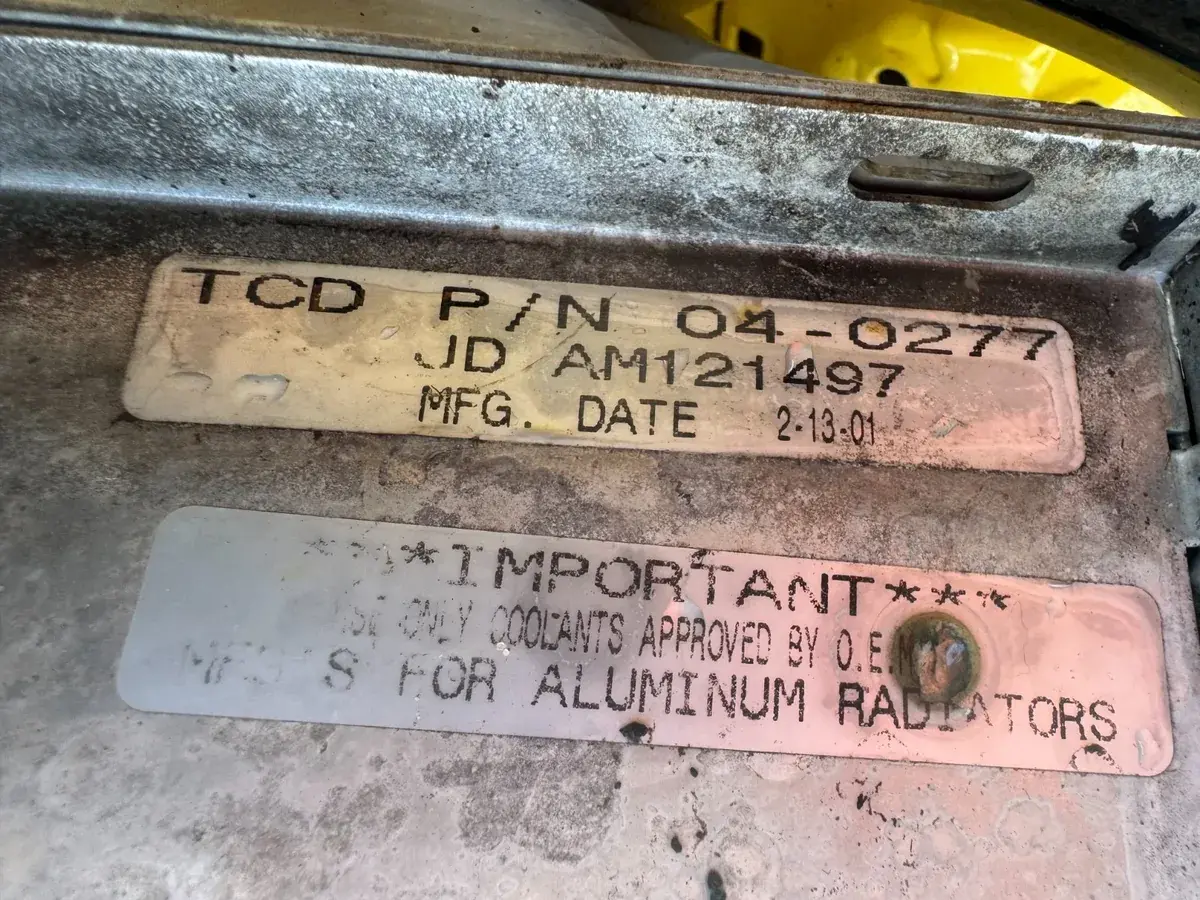 TCD P/N 04-0277
JD AM121497
MFG. DATE 2-13-01
*IMPORTANT***
ONLY COOLANTS APPROVED BY O.E.
S FOR ALUMINUM RADIATORS